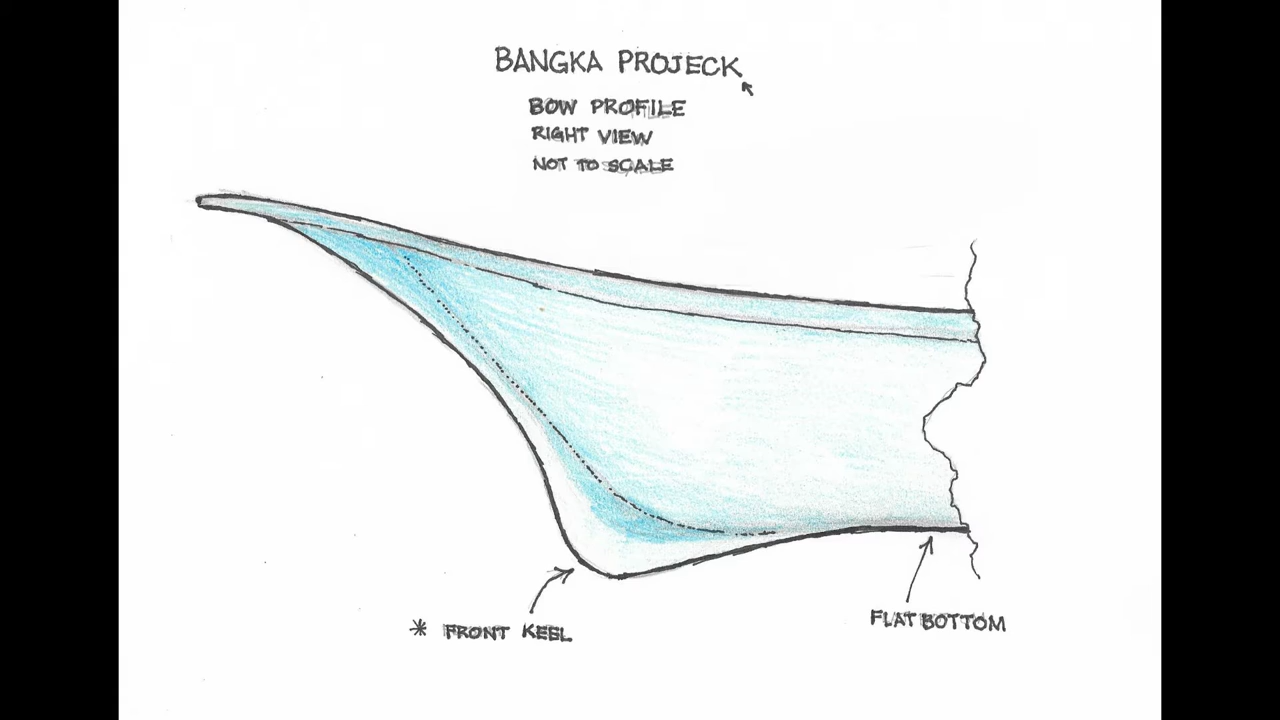 BANGKA PROJECK
BOW PROFILE
RIGHT VIEW
NOT TO SCALE
* FRONT KEEL
FLAT BOTTOM